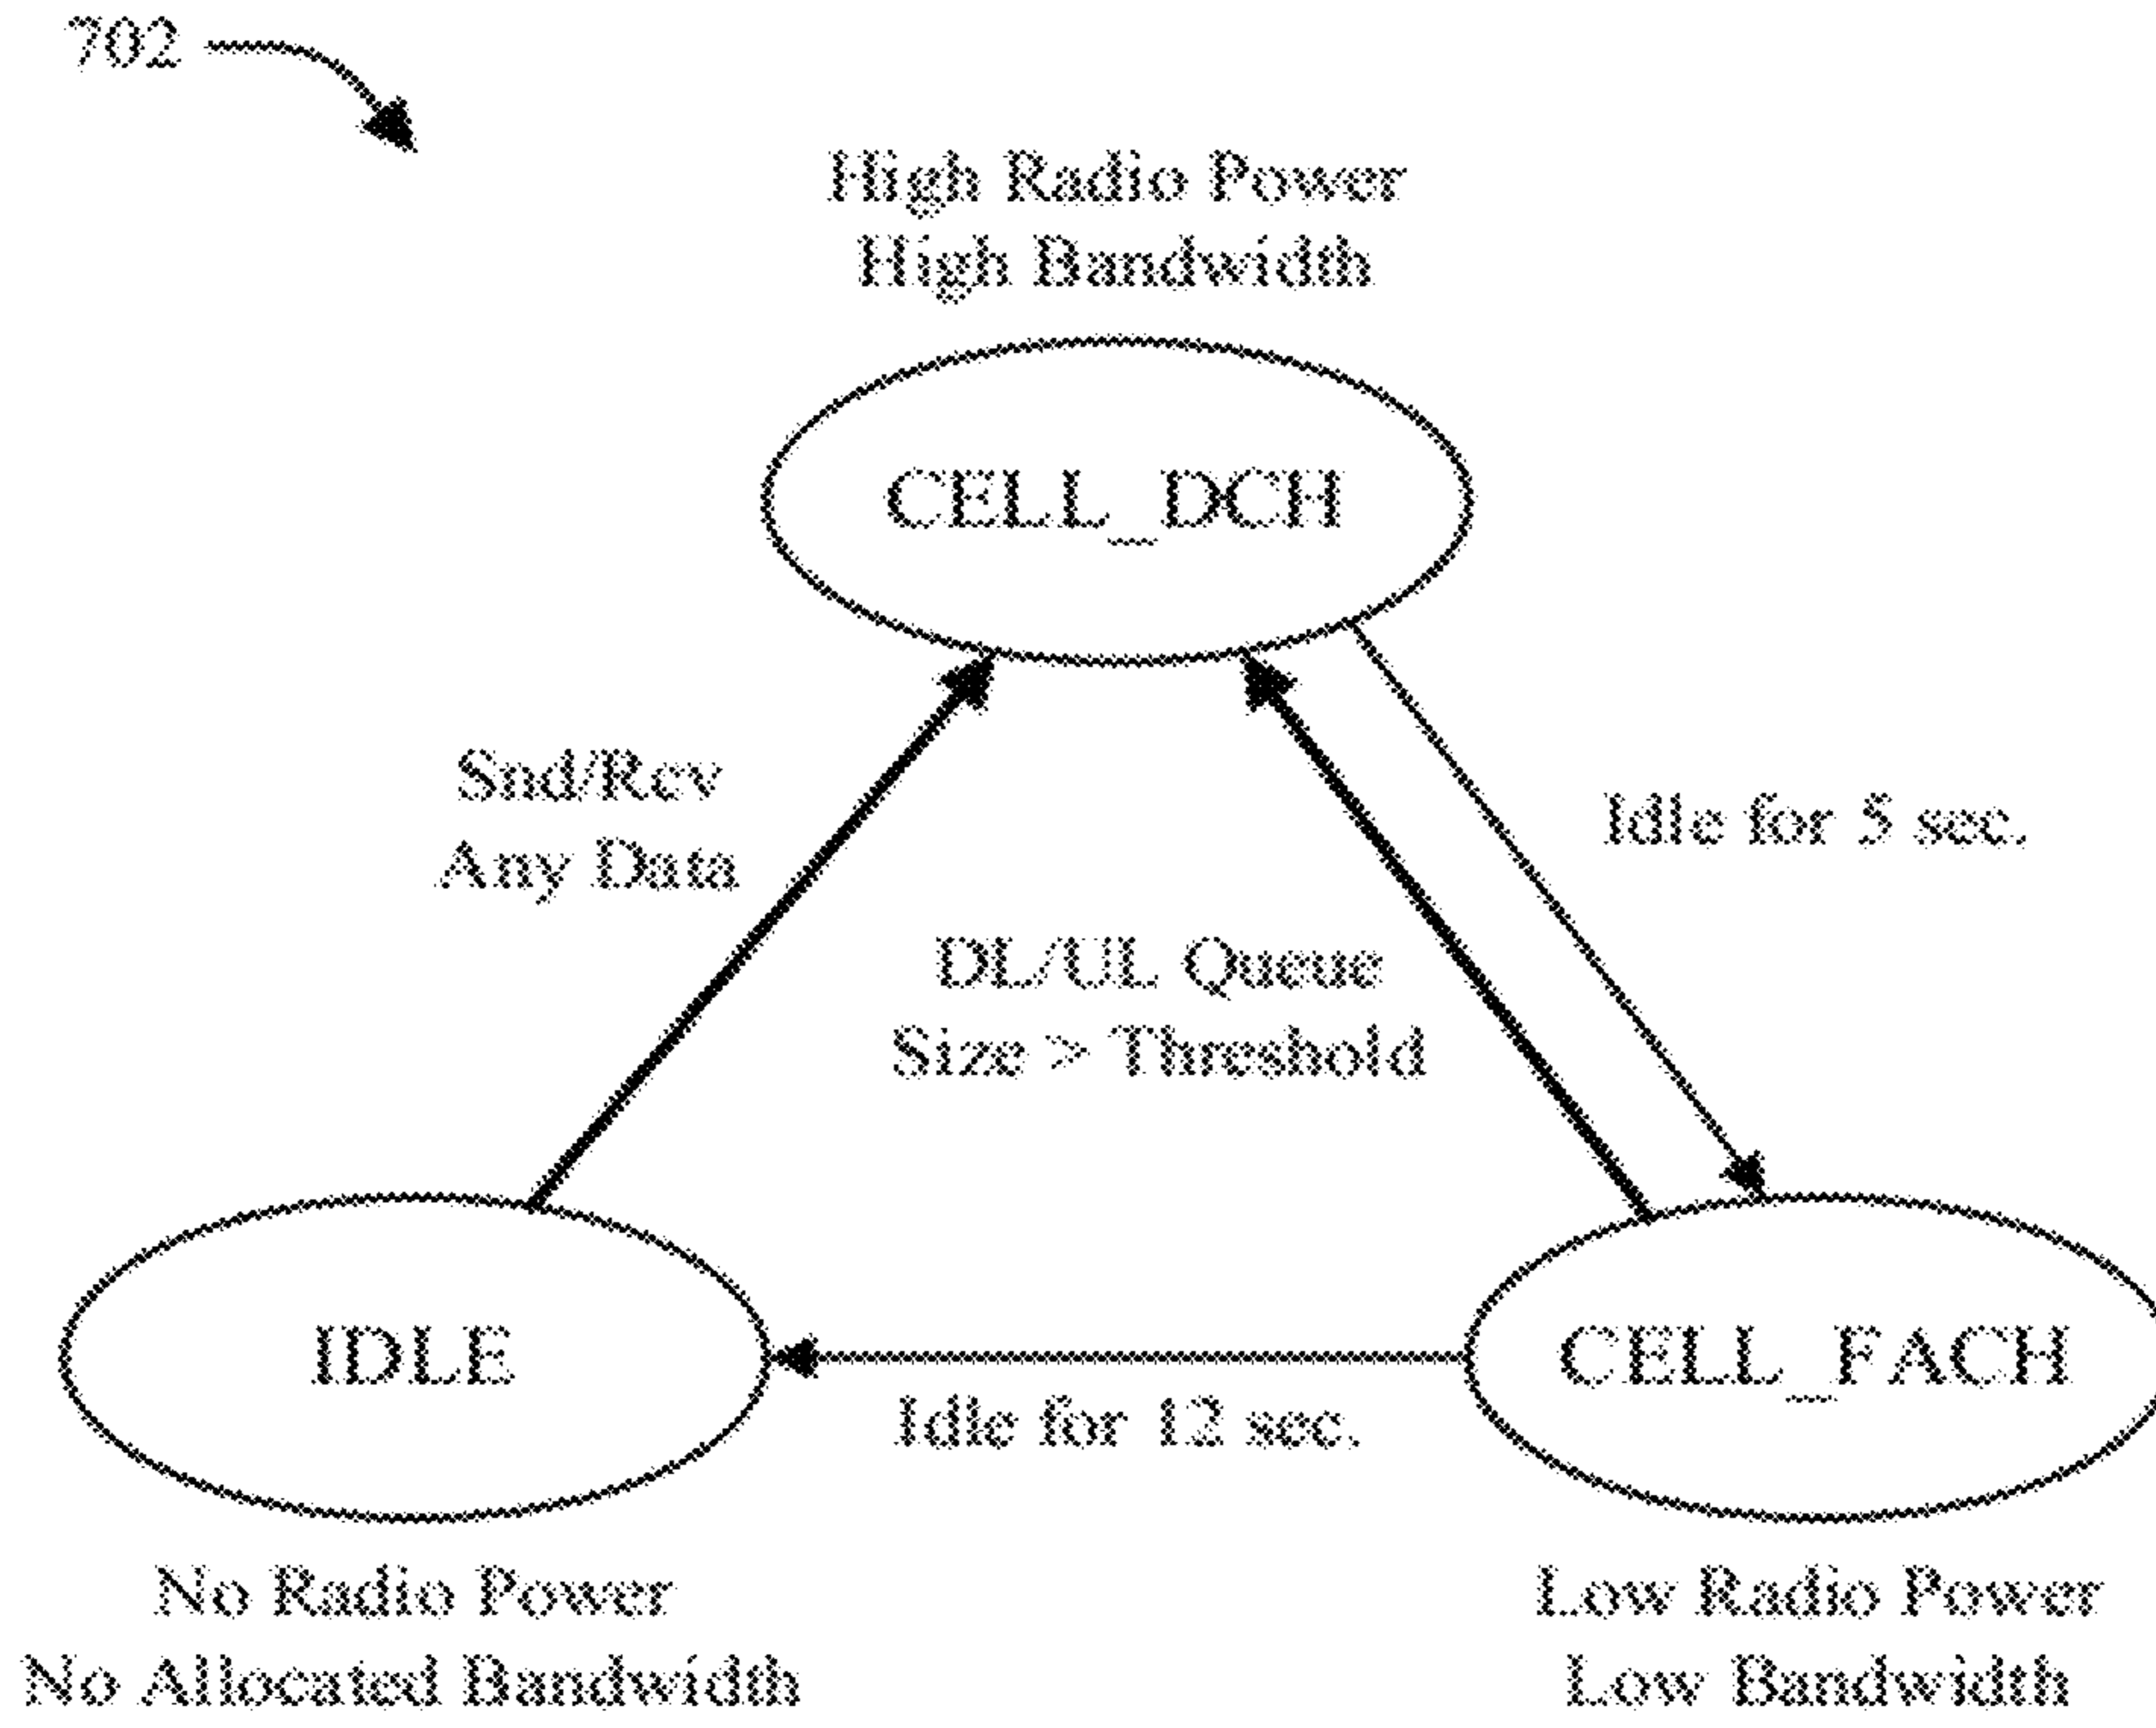 702
High Radio Power
High Bandwidth
CELL_DCH
Snd/Rcv
Any Data
Idle for 5 sec.
DL/UL Queue
Size > Threshold
IDLE
CELL_FACH
Idle for 12 sec.
No Radio Power
No Allocated Bandwidth
Low Radio Power
Low Bandwidth